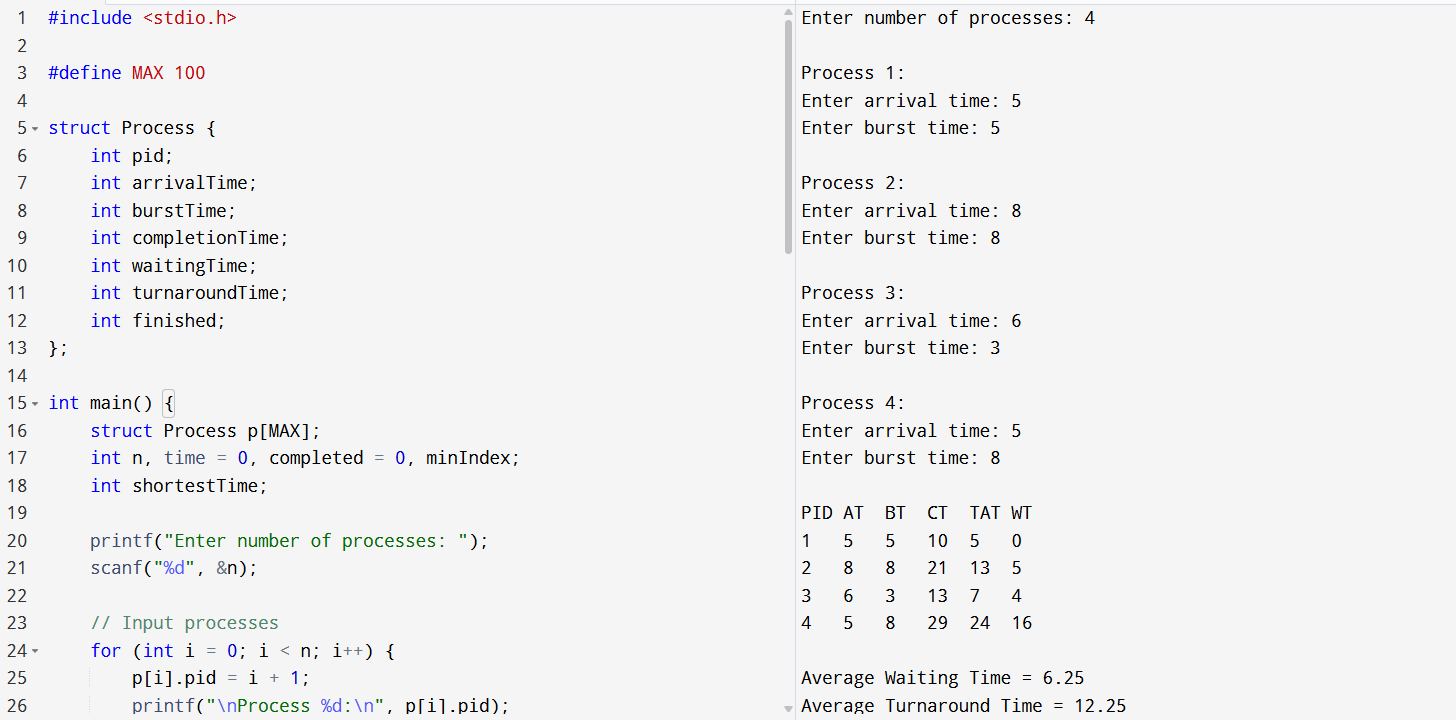 1 #include <stdio.h>
2
3 #define MAX 100
4
5 struct Process {
6     int pid;
7     int arrivalTime;
8     int burstTime;
9     int completionTime;
10     int waitingTime;
11     int turnaroundTime;
12     int finished;
13 };
14
15 int main() {
16     struct Process p[MAX];
17     int n, time = 0, completed = 0, minIndex;
18     int shortestTime;
19
20     printf("Enter number of processes: ");
21     scanf("%d", &n);
22
23     // Input processes
24     for (int i = 0; i < n; i++) {
25         p[i].pid = i + 1;
26         printf("\nProcess %d:\n", p[i].pid);
Enter number of processes: 4

Process 1:
Enter arrival time: 5
Enter burst time: 5

Process 2:
Enter arrival time: 8
Enter burst time: 8

Process 3:
Enter arrival time: 6
Enter burst time: 3

Process 4:
Enter arrival time: 5
Enter burst time: 8

PID AT  BT  CT  TAT WT
1   5   5   10  5   0
2   8   8   21  13  5
3   6   3   13  7   4
4   5   8   29  24  16

Average Waiting Time = 6.25
Average Turnaround Time = 12.25